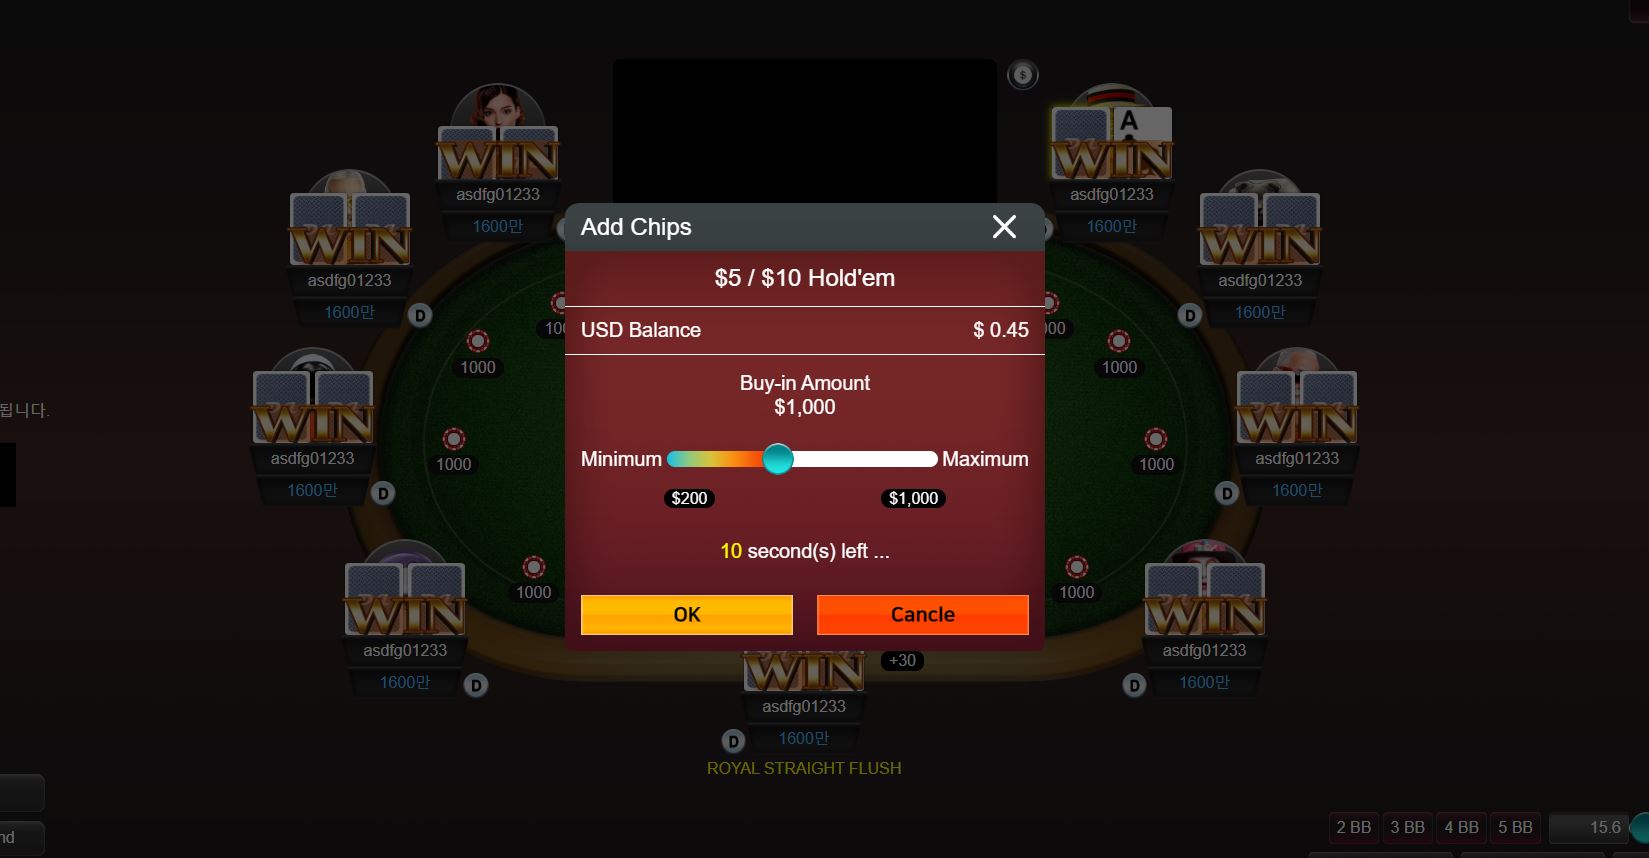 $
A
WIN
WIN
asdfg01233
asdfg01233
1600만
1600만
WIN
WIN
asdfg01233
asdfg01233
1600만
1600만
D
D
Add Chips
$5 / $10 Hold'em
USD Balance
$ 0.45
Buy-in Amount
$1,000
Minimum
Maximum
$200
$1,000
10 second(s) left ...
OK
Cancle
1000
1000
됩니다.
WIN
WIN
asdfg01233
asdfg01233
1600만
1600만
D
D
1000
1000
WIN
WIN
asdfg01233
asdfg01233
1600만
1600만
D
D
1000
1000
+30
WIN
asdfg01233
1600만
D
ROYAL STRAIGHT FLUSH
2 BB
3 BB
4 BB
5 BB
15.6